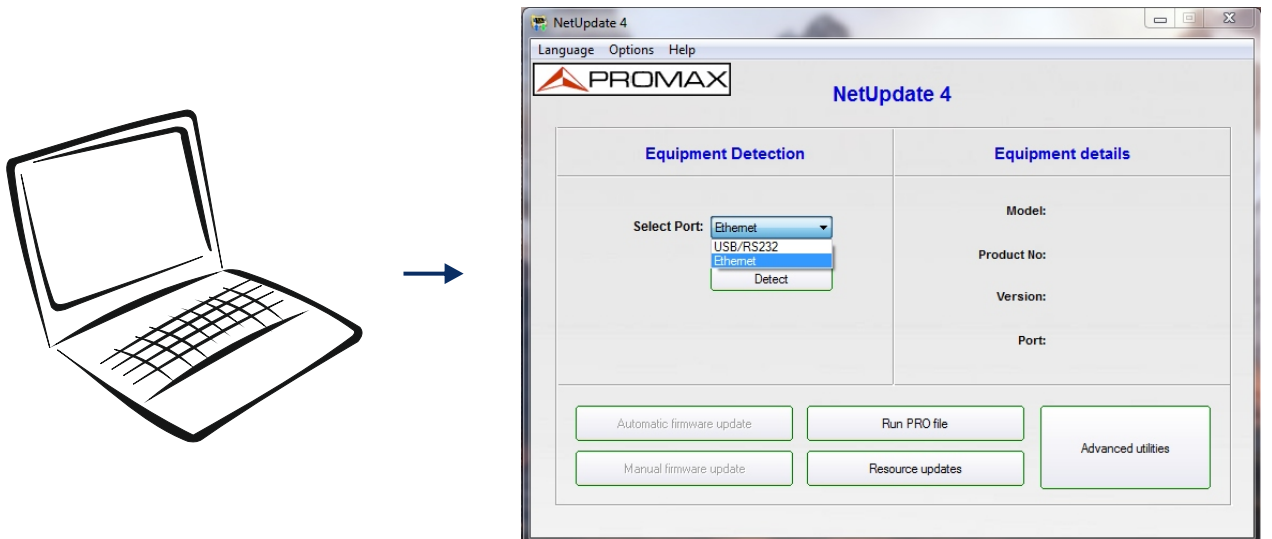 NetUpdate 4
Language Options Help
PROMAX
NetUpdate 4
Equipment Detection
Equipment details
Select Port: Ethernet
USB/RS232
Ethernet
Detect
Model:
Product No:
Version:
Port:
Automatic firmware update
Run PRO file
Advanced utilities
Manual firmware update
Resource updates